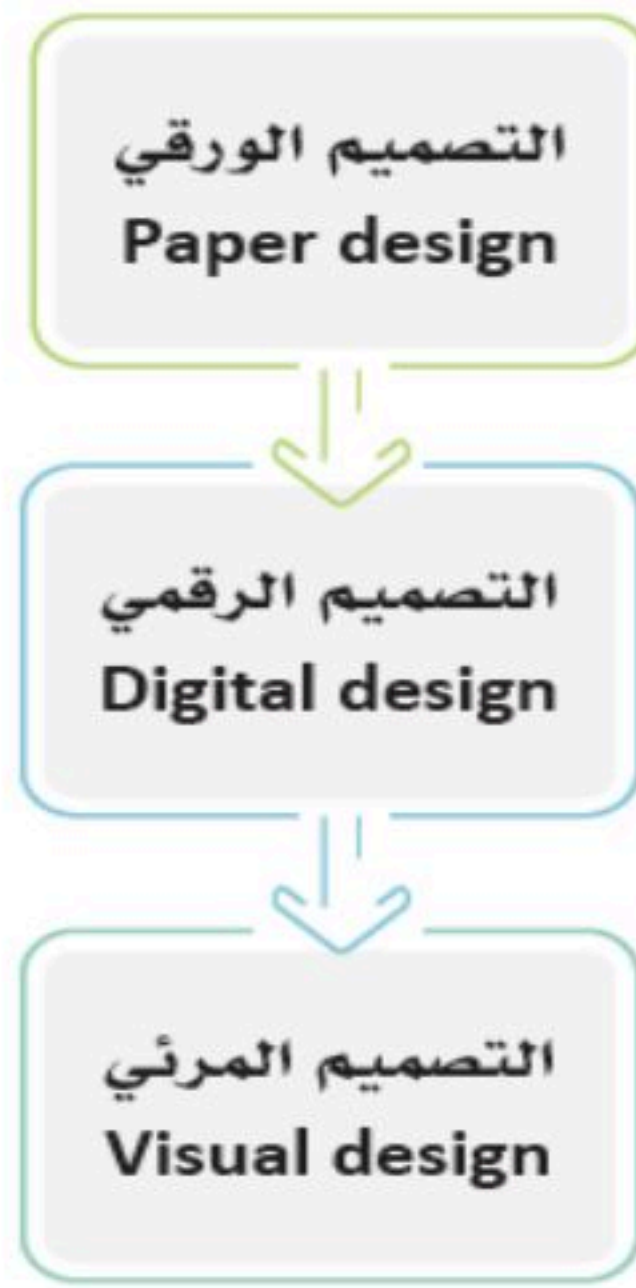 التصميم الورقي
Paper design
التصميم الرقمي
Digital design
التصميم المرئي
Visual design